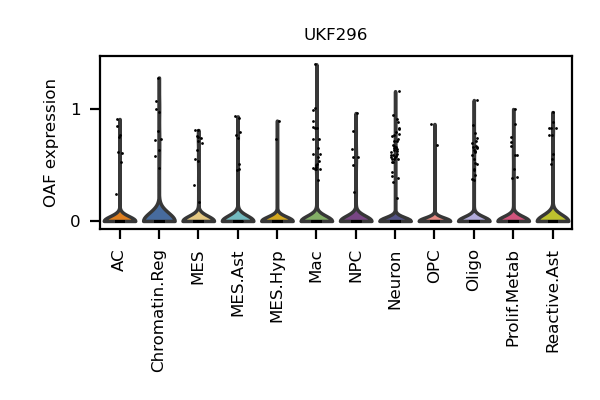 UKF296
OAF expression
1
0
AC
Chromatin.Reg
MES
MES.Ast
MES.Hyp
Mac
NPC
Neuron
OPC
Oligo
Prolif.Metab
Reactive.Ast